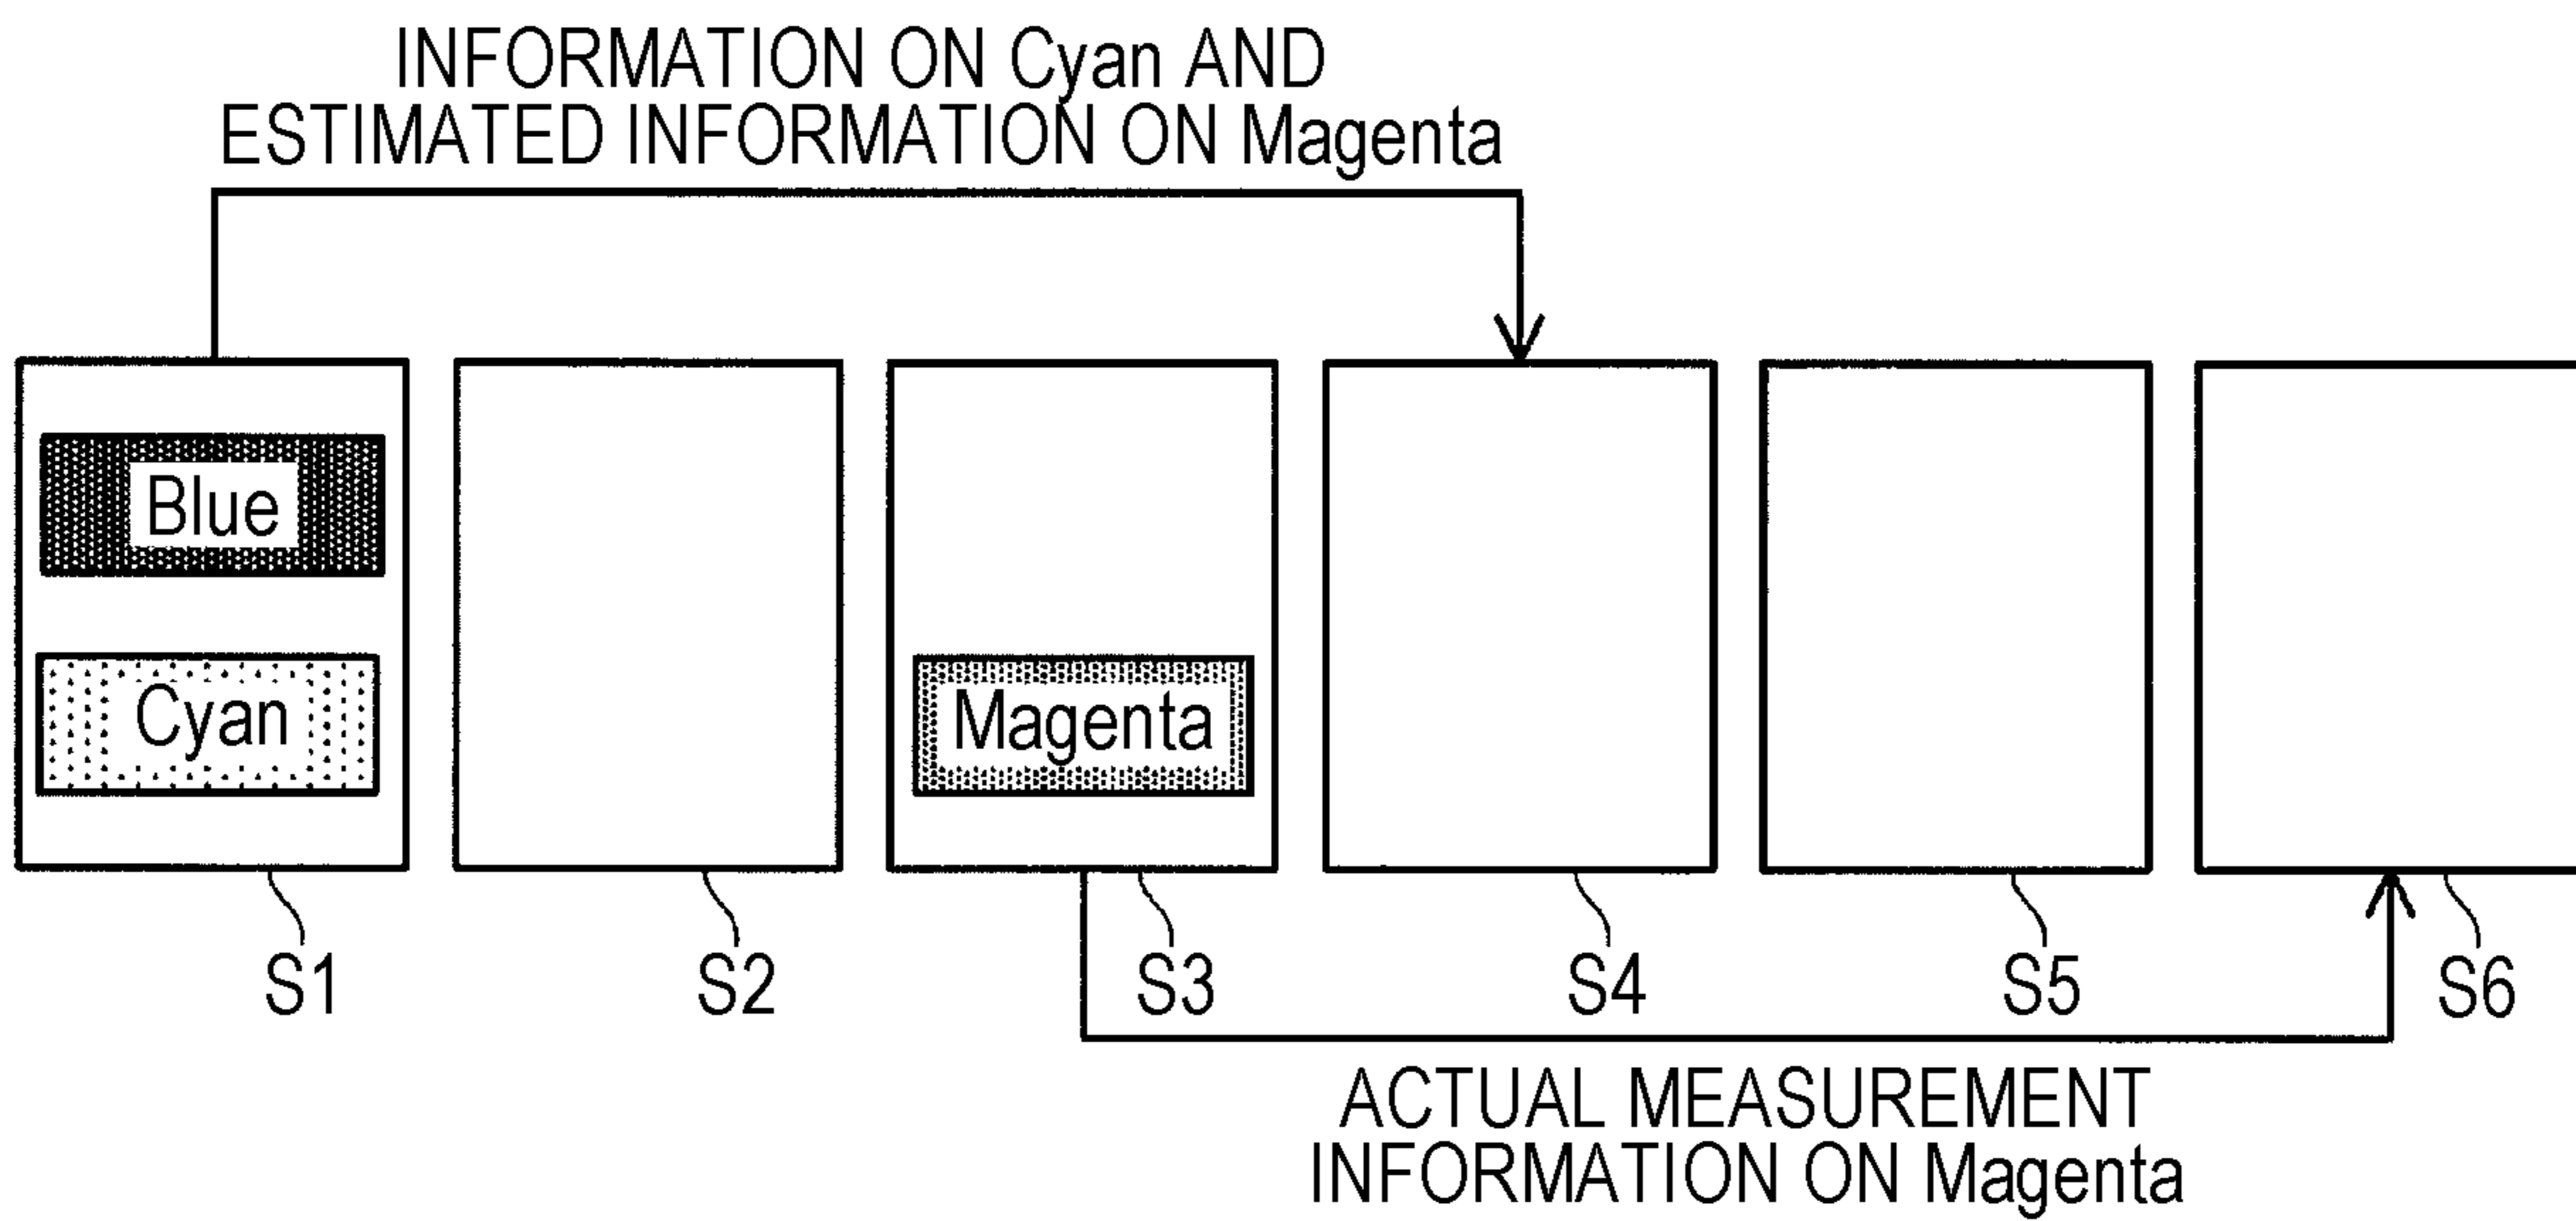 INFORMATION ON Cyan AND
ESTIMATED INFORMATION ON Magenta
Blue
Cyan
Magenta
S1
S2
S3
S4
S5
S6
ACTUAL MEASUREMENT
INFORMATION ON Magenta